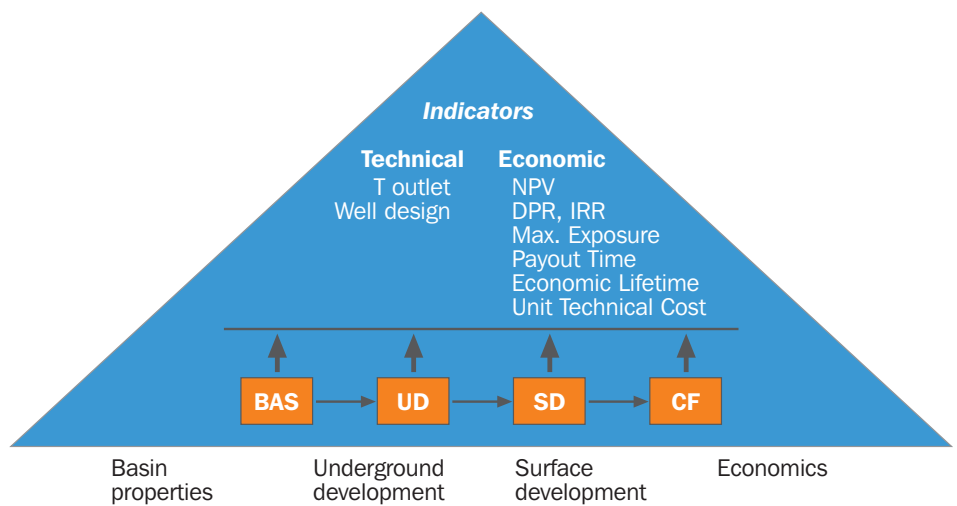 Indicators
Technical
T outlet
Well design
Economic
NPV
DPR, IRR
Max. Exposure
Payout Time
Economic Lifetime
Unit Technical Cost
BAS
UD
SD
CF
Basin
properties
Underground
development
Surface
development
Economics